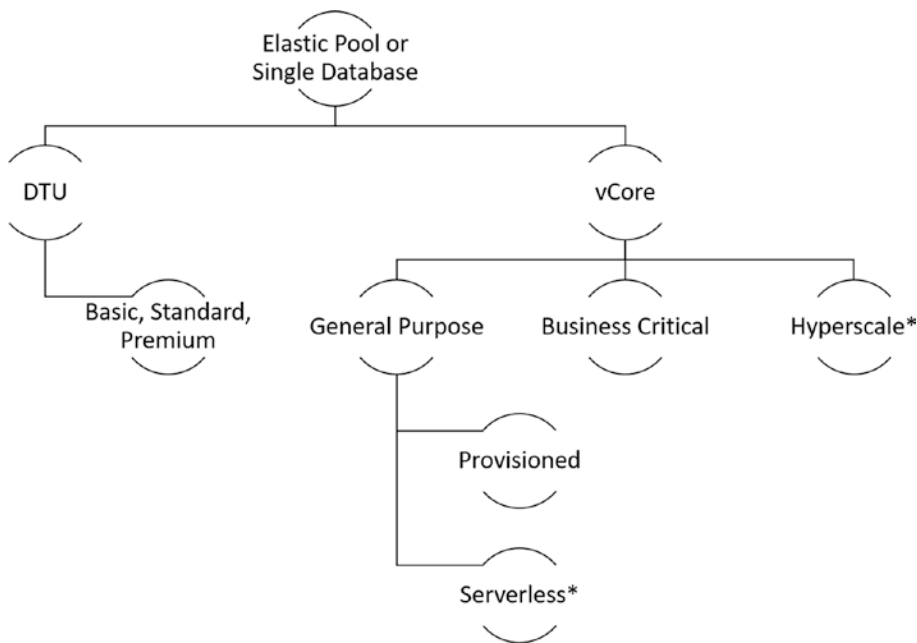 Elastic Pool or
Single Database
DTU
vCore
Basic, Standard,
Premium
General Purpose
Business Critical
Hyperscale*
Provisioned
Serverless*